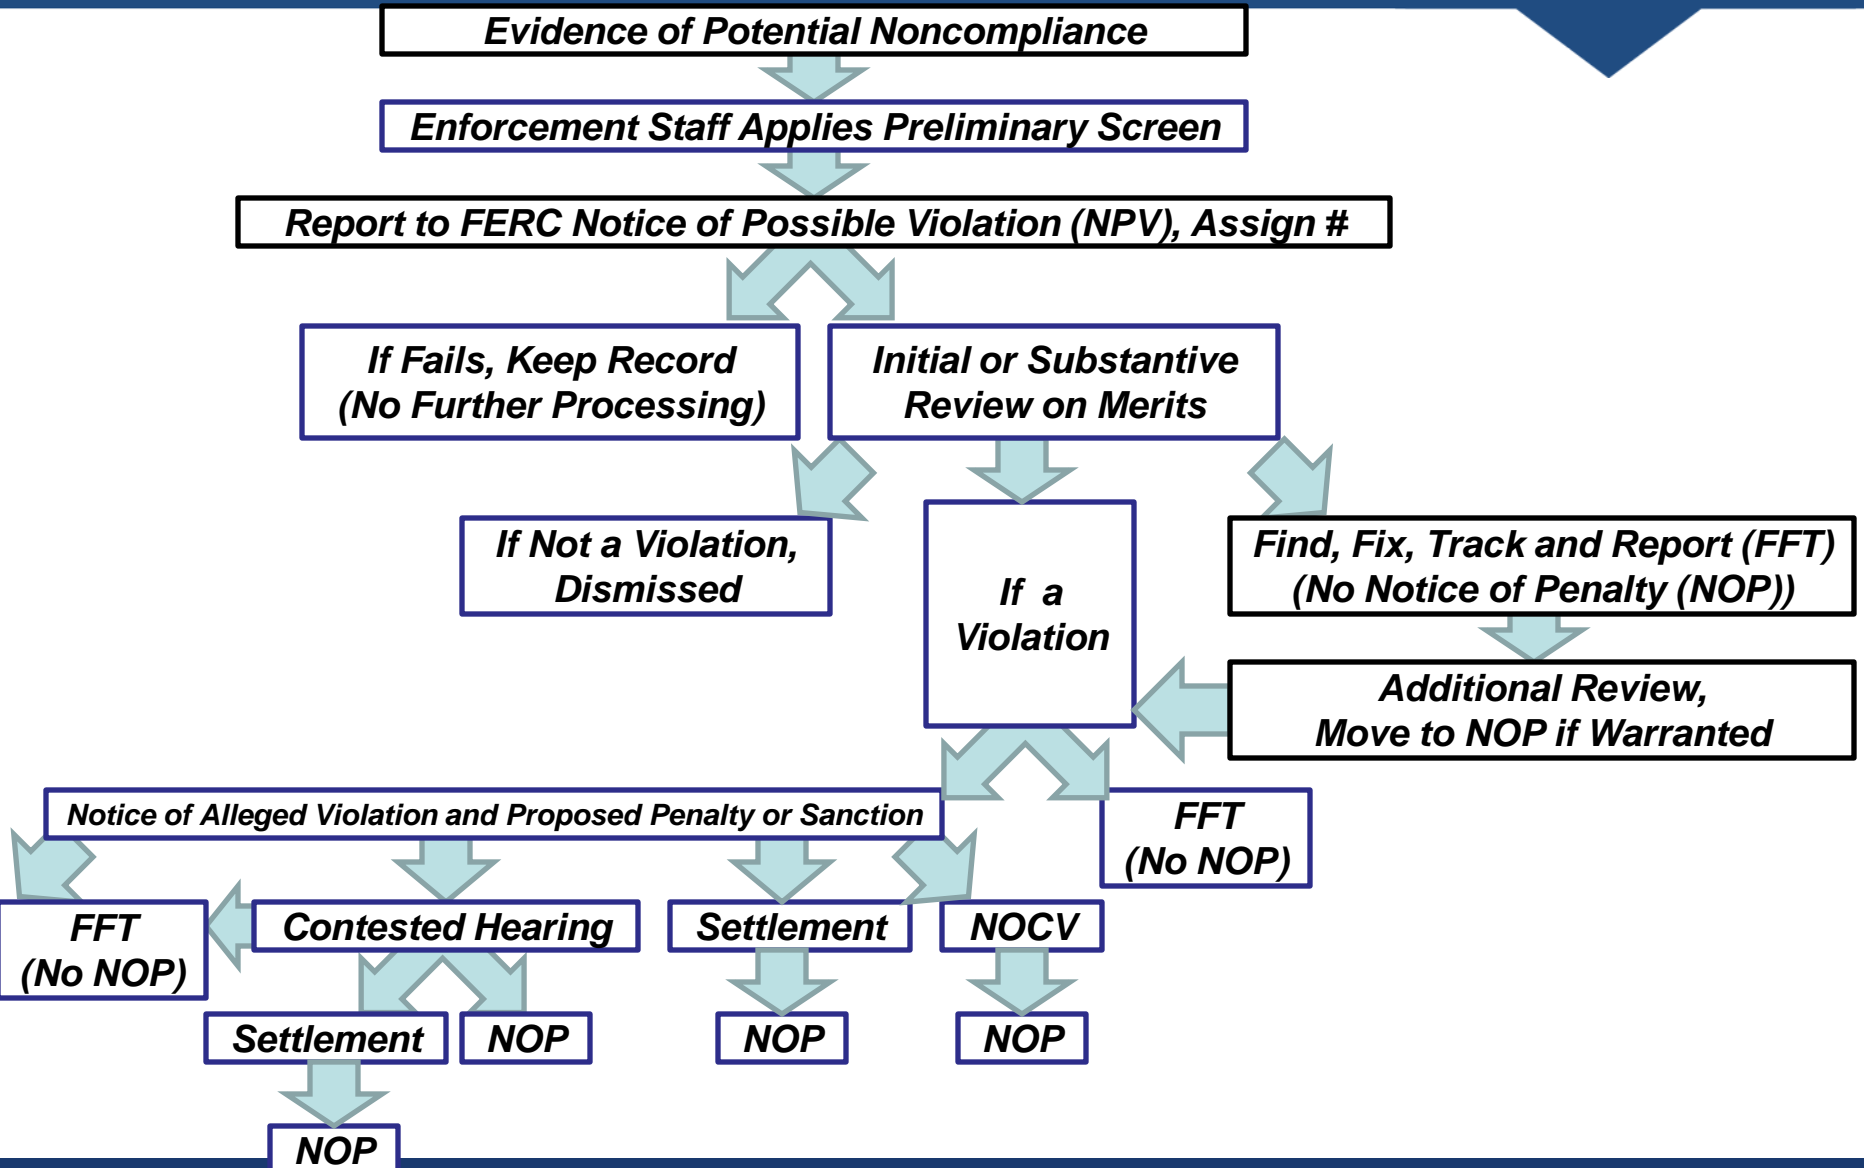 Evidence of Potential Noncompliance
Enforcement Staff Applies Preliminary Screen
Report to FERC Notice of Possible Violation (NPV), Assign #
If Fails, Keep Record
(No Further Processing)
Initial or Substantive
Review on Merits
If Not a Violation,
Dismissed
If a
Violation
Find, Fix, Track and Report (FFT)
(No Notice of Penalty (NOP))
Additional Review,
Move to NOP if Warranted
Notice of Alleged Violation and Proposed Penalty or Sanction
FFT
(No NOP)
FFT
(No NOP)
Contested Hearing
Settlement
NOCV
Settlement
NOP
NOP
NOP
NOP